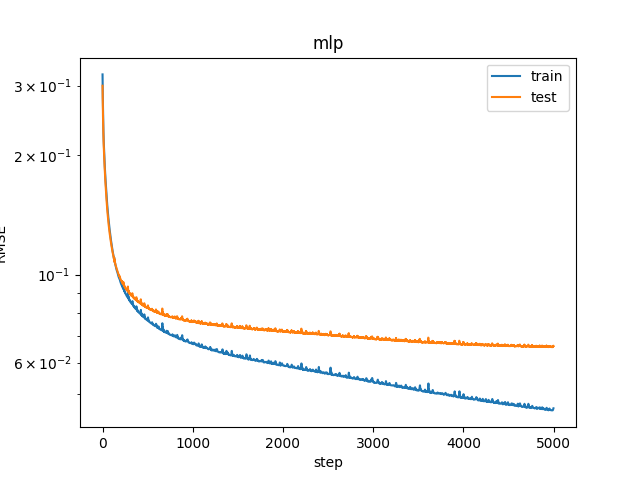 mlp
train
test
3 × 10⁻¹
2 × 10⁻¹
10⁻¹
6 × 10⁻²
RMSE
0 1000 2000 3000 4000 5000
step